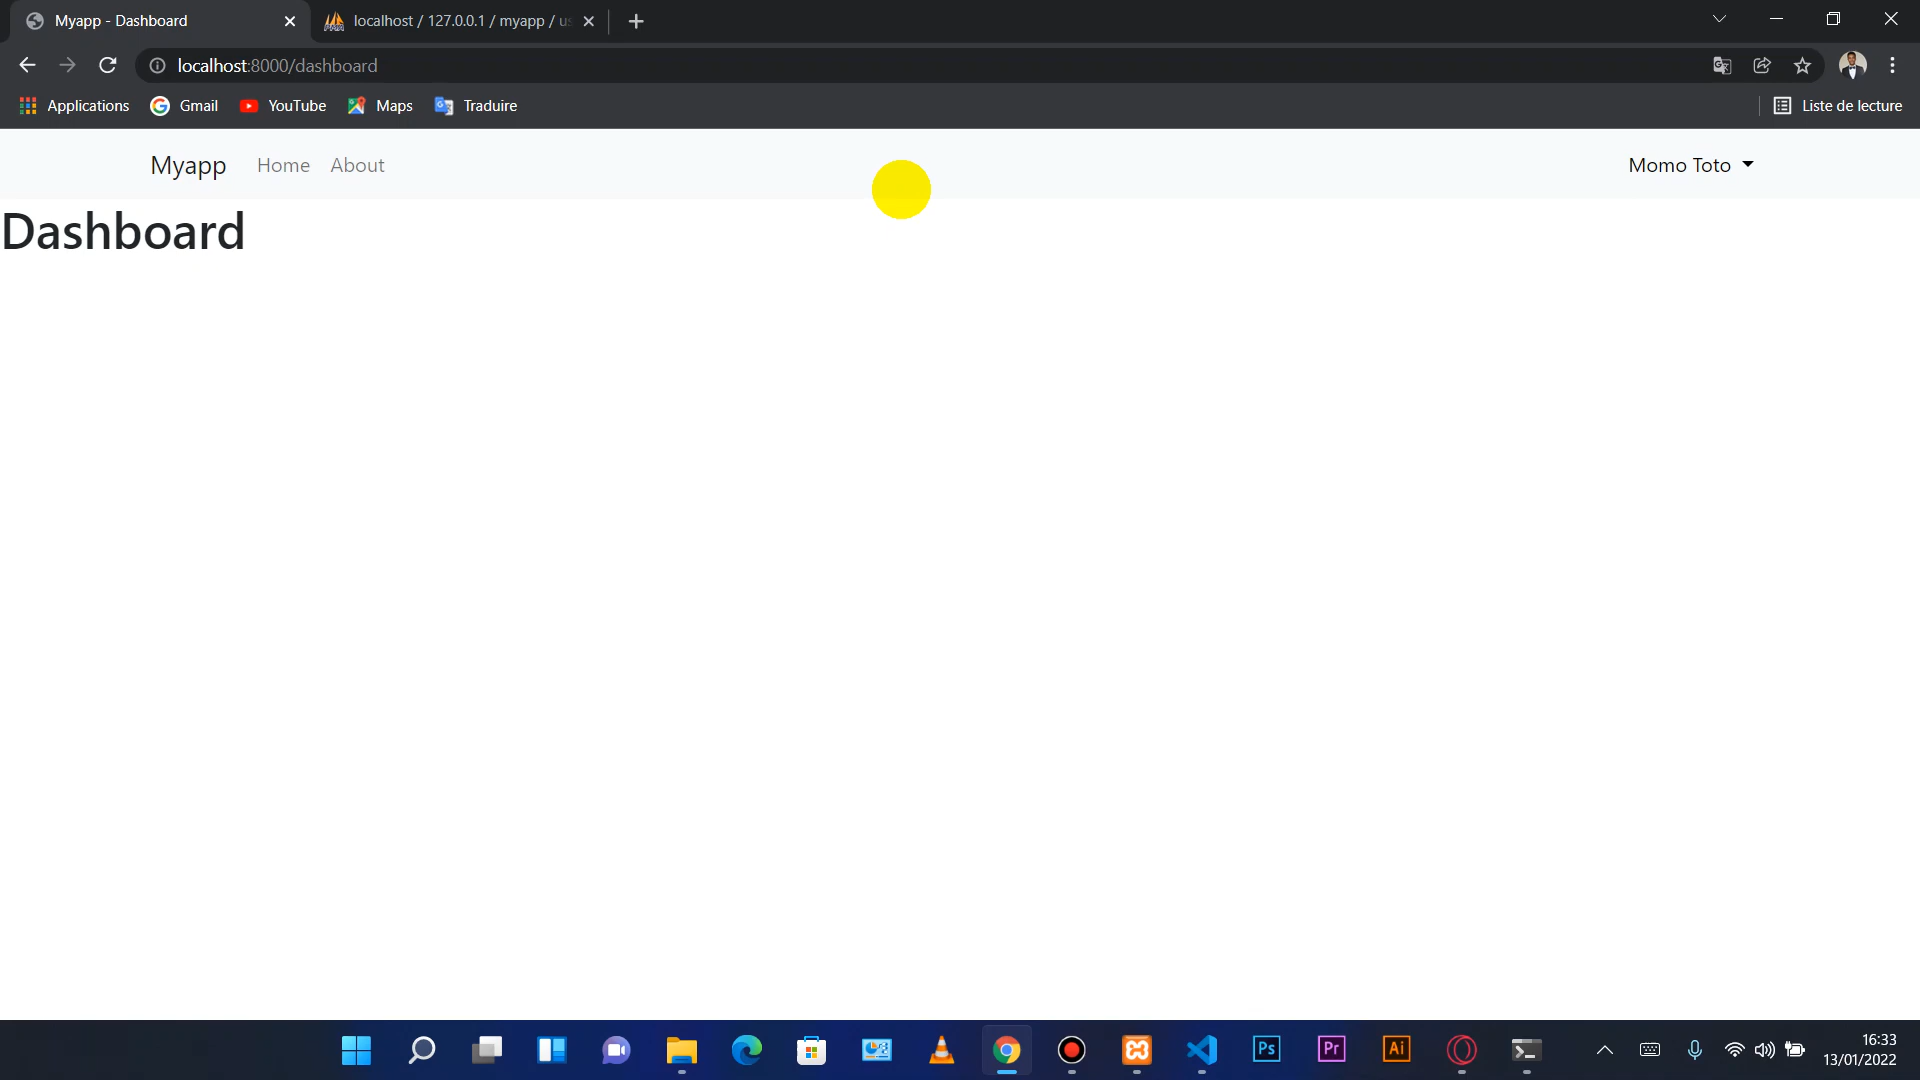 Myapp - Dashboard
localhost / 127.0.0.1 / myapp / us
localhost:8000/dashboard
Applications
Gmail
YouTube
Maps
Traduire
Liste de lecture
Myapp
Home
About
Momo Toto
Dashboard
Ps
Pr
Ai
16:33
13/01/2022